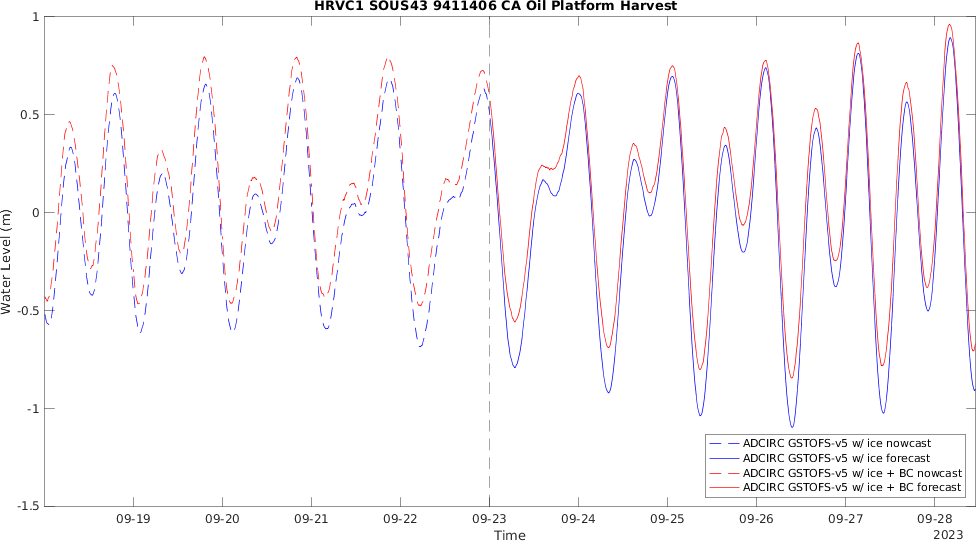 HRVC1 SOUS43 9411406 CA Oil Platform Harvest
1
0.5
0
-0.5
-1
-1.5
Water Level (m)
ADCIRC GSTOFS-v5 w/ ice nowcast
ADCIRC GSTOFS-v5 w/ ice forecast
ADCIRC GSTOFS-v5 w/ ice + BC nowcast
ADCIRC GSTOFS-v5 w/ ice + BC forecast
09-19 09-20 09-21 09-22 09-23 09-24 09-25 09-26 09-27 09-28
Time
2023